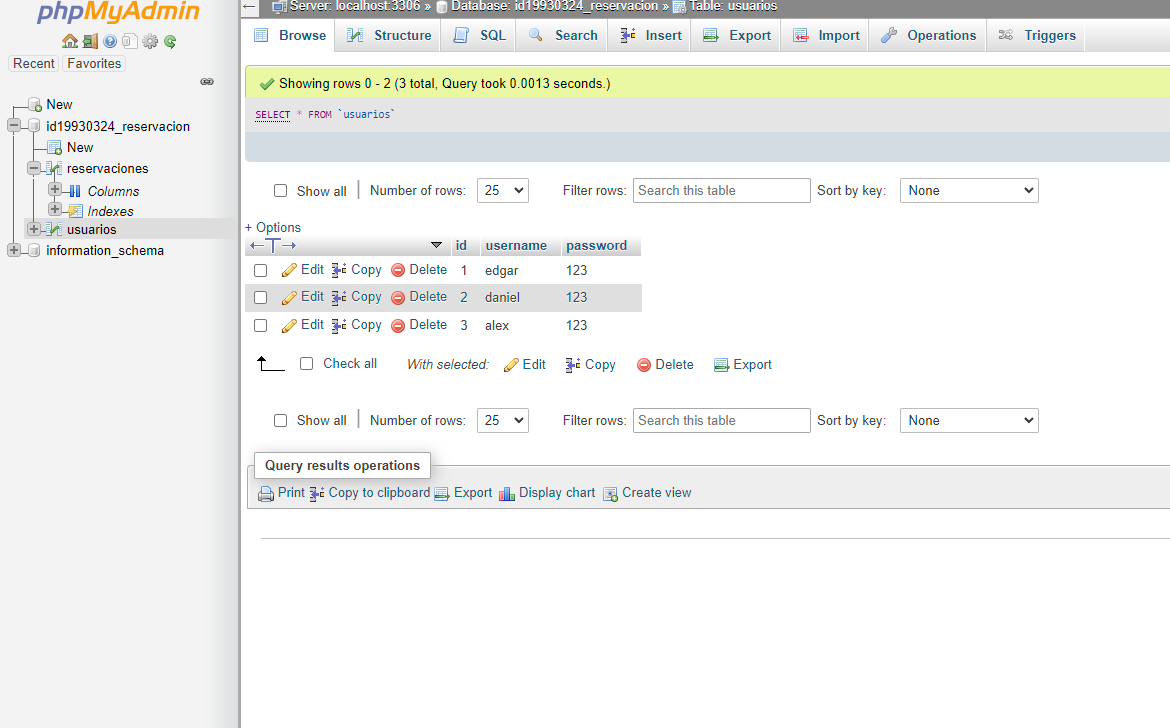 phpMyAdmin
Recent Favorites
New
id19930324_reservacion
New
reservaciones
Columns
Indexes
usuarios
information_schema
Server: localhost:3306 » Database: id19930324_reservacion » Table: usuarios
Browse Structure SQL Search Insert Export Import Operations Triggers
Showing rows 0 - 2 (3 total, Query took 0.0013 seconds.)
SELECT * FROM `usuarios`
Show all Number of rows: 25 Filter rows: Search this table Sort by key: None
+ Options
←T→ id username password
Edit Copy Delete 1 edgar 123
Edit Copy Delete 2 daniel 123
Edit Copy Delete 3 alex 123
Check all With selected: Edit Copy Delete Export
Show all Number of rows: 25 Filter rows: Search this table Sort by key: None
Query results operations
Print Copy to clipboard Export Display chart Create view